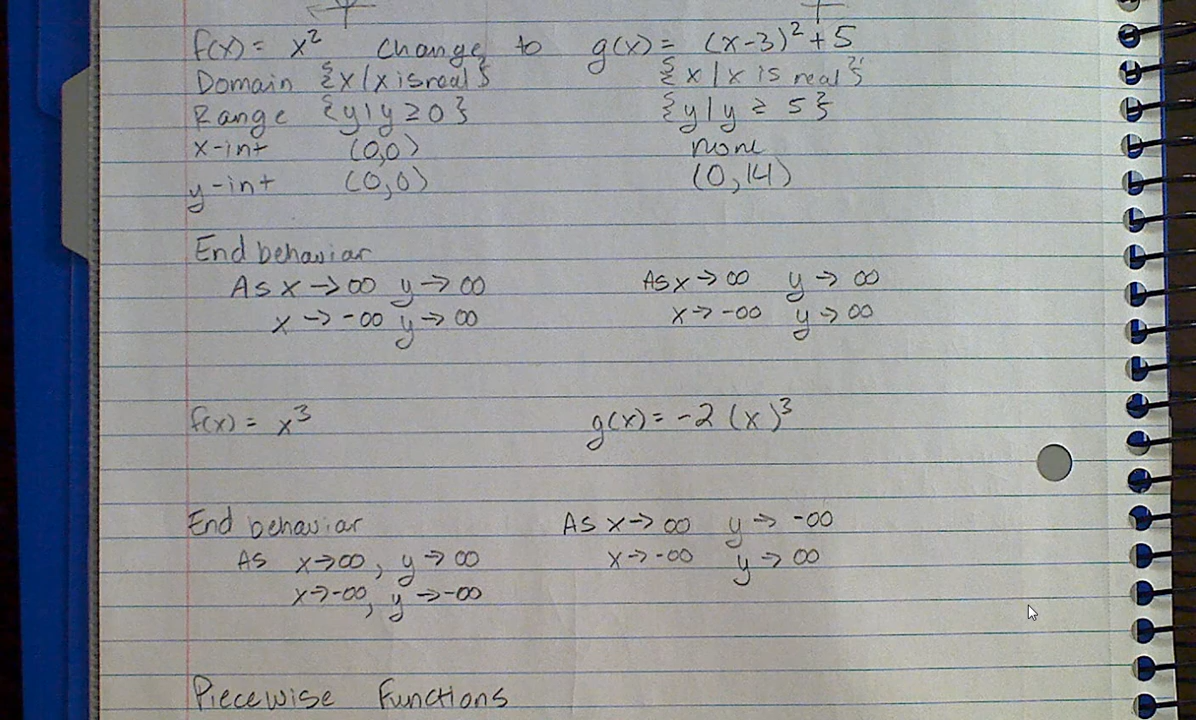 f(x) = x² change to g(x) = (x-3)² + 5
Domain {x/x is real} {x/x is real}
Range {y|y ≥ 0} {y|y ≥ 5}
x-int (0,0) none
y-int (0,0) (0,14)
End behavior
As x → ∞ y → ∞ As x → ∞ y → ∞
x → -∞ y → ∞ x → -∞ y → ∞
f(x) = x³ g(x) = -2 (x)³
End behavior As x → ∞ y → -∞
As x → ∞, y → ∞ x → -∞ y → ∞
x → -∞, y → -∞
Piecewise Functions